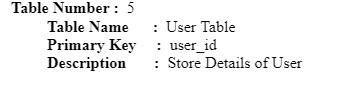 Table Number : 5
Table Name : User Table
Primary Key : user_id
Description : Store Details of User